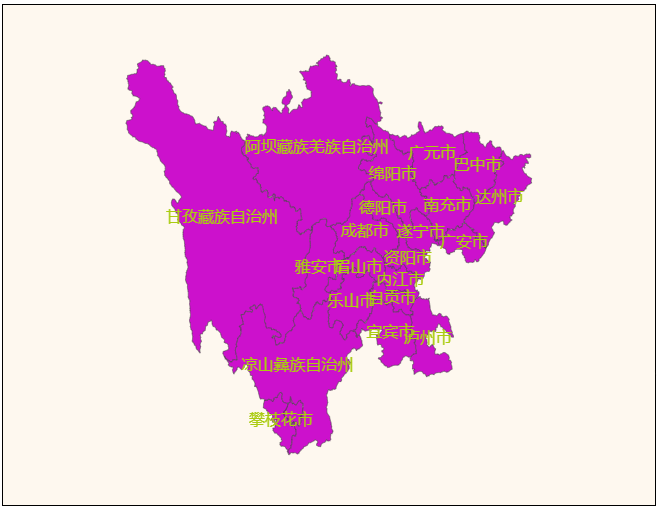 阿坝藏族羌族自治州
广元市
巴中市
绵阳市
达州市
德阳市
南充市
甘孜藏族自治州
成都市
遂宁市
广安市
资阳市
雅安市
眉山市
内江市
乐山市
自贡市
宜宾市
泸州市
凉山彝族自治州
攀枝花市